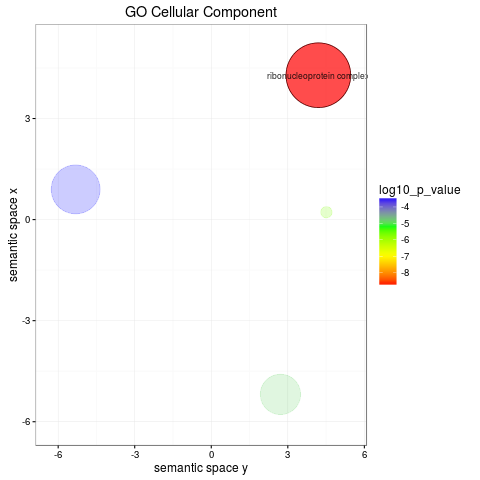 GO Cellular Component
ribonucleoprotein complex
3
0
-3
-6
semantic space x
-6
-3
0
3
6
semantic space y
log10_p_value
-4
-5
-6
-7
-8